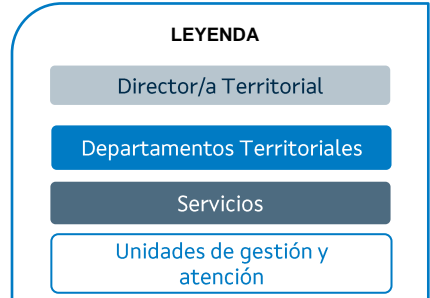 LEYENDA
Director/a Territorial
Departamentos Territoriales
Servicios
Unidades de gestión y
atención